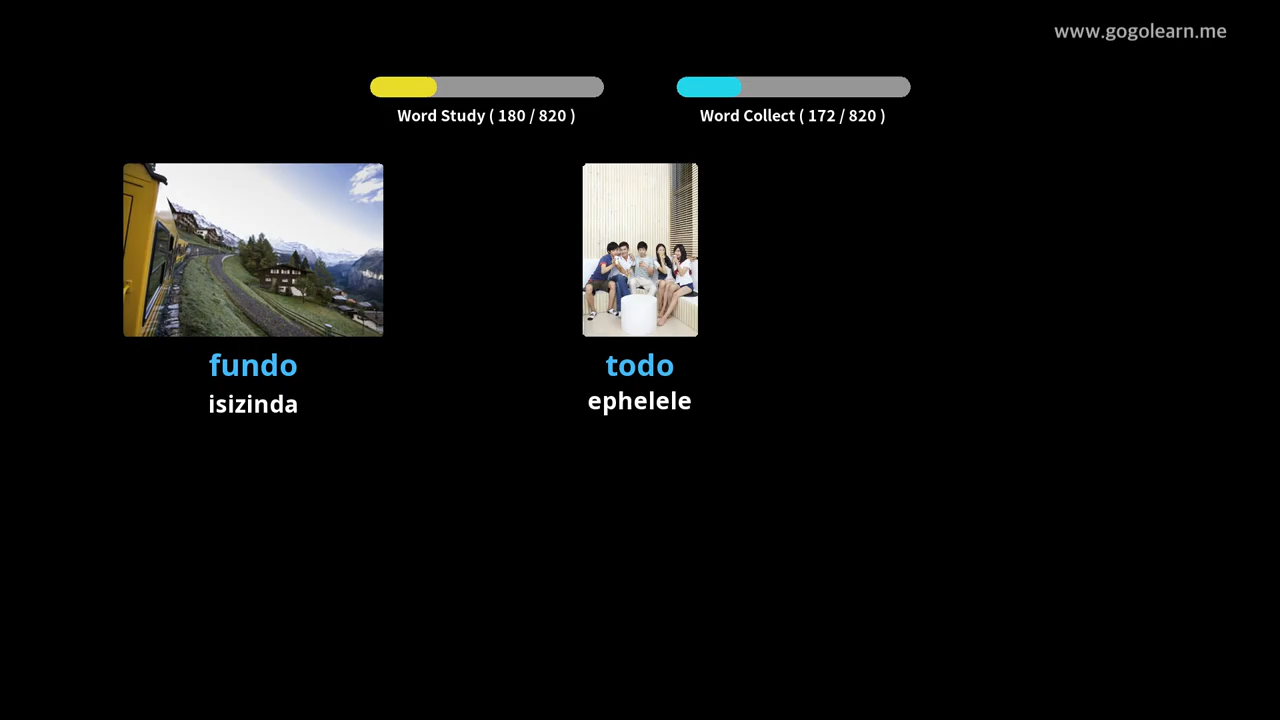 www.gogolearn.me
Word Study ( 180 / 820 )
Word Collect ( 172 / 820 )
fundo
isizinda
todo
ephelele